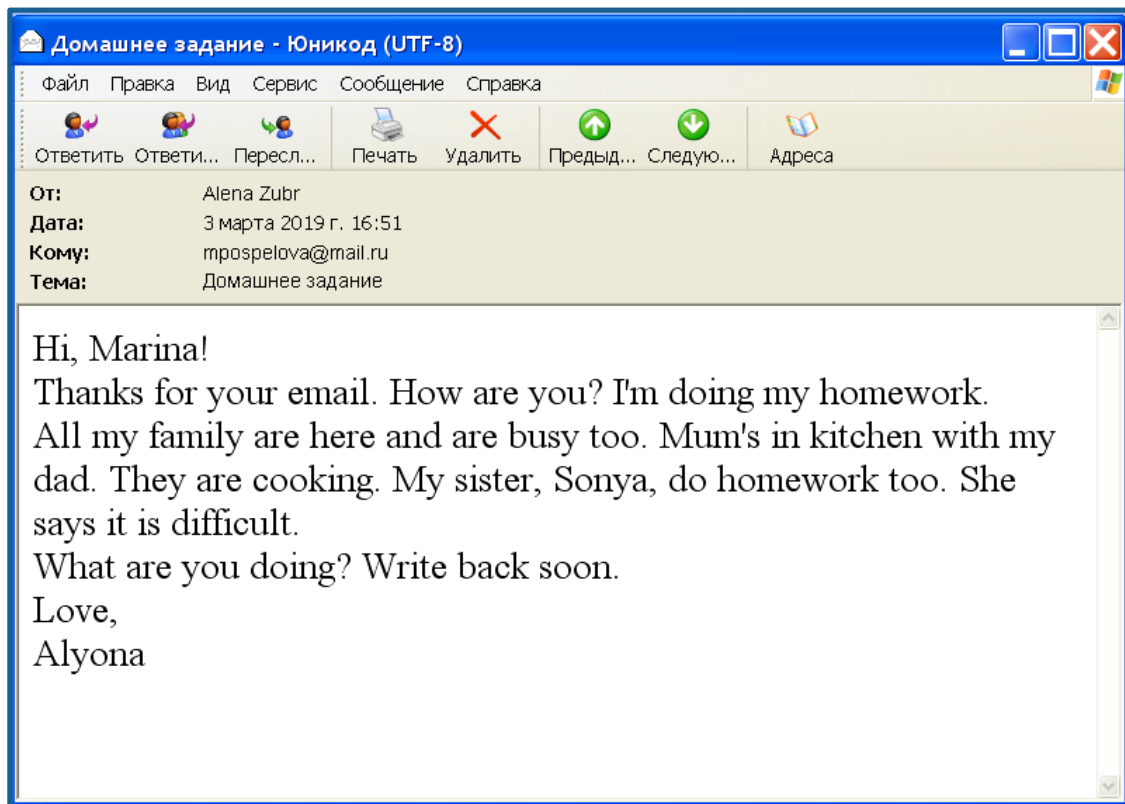 Домашнее задание - Юникод (UTF-8)
Файл Правка Вид Сервис Сообщение Справка
Ответить Ответи... Пересл... Печать Удалить Предыд... Следую... Адреса
От: Alena Zubr
Дата: 3 марта 2019 г. 16:51
Кому: mpospelova@mail.ru
Тема: Домашнее задание
Hi, Marina!
Thanks for your email. How are you? I'm doing my homework.
All my family are here and are busy too. Mum's in kitchen with my
dad. They are cooking. My sister, Sonya, do homework too. She
says it is difficult.
What are you doing? Write back soon.
Love,
Alyona